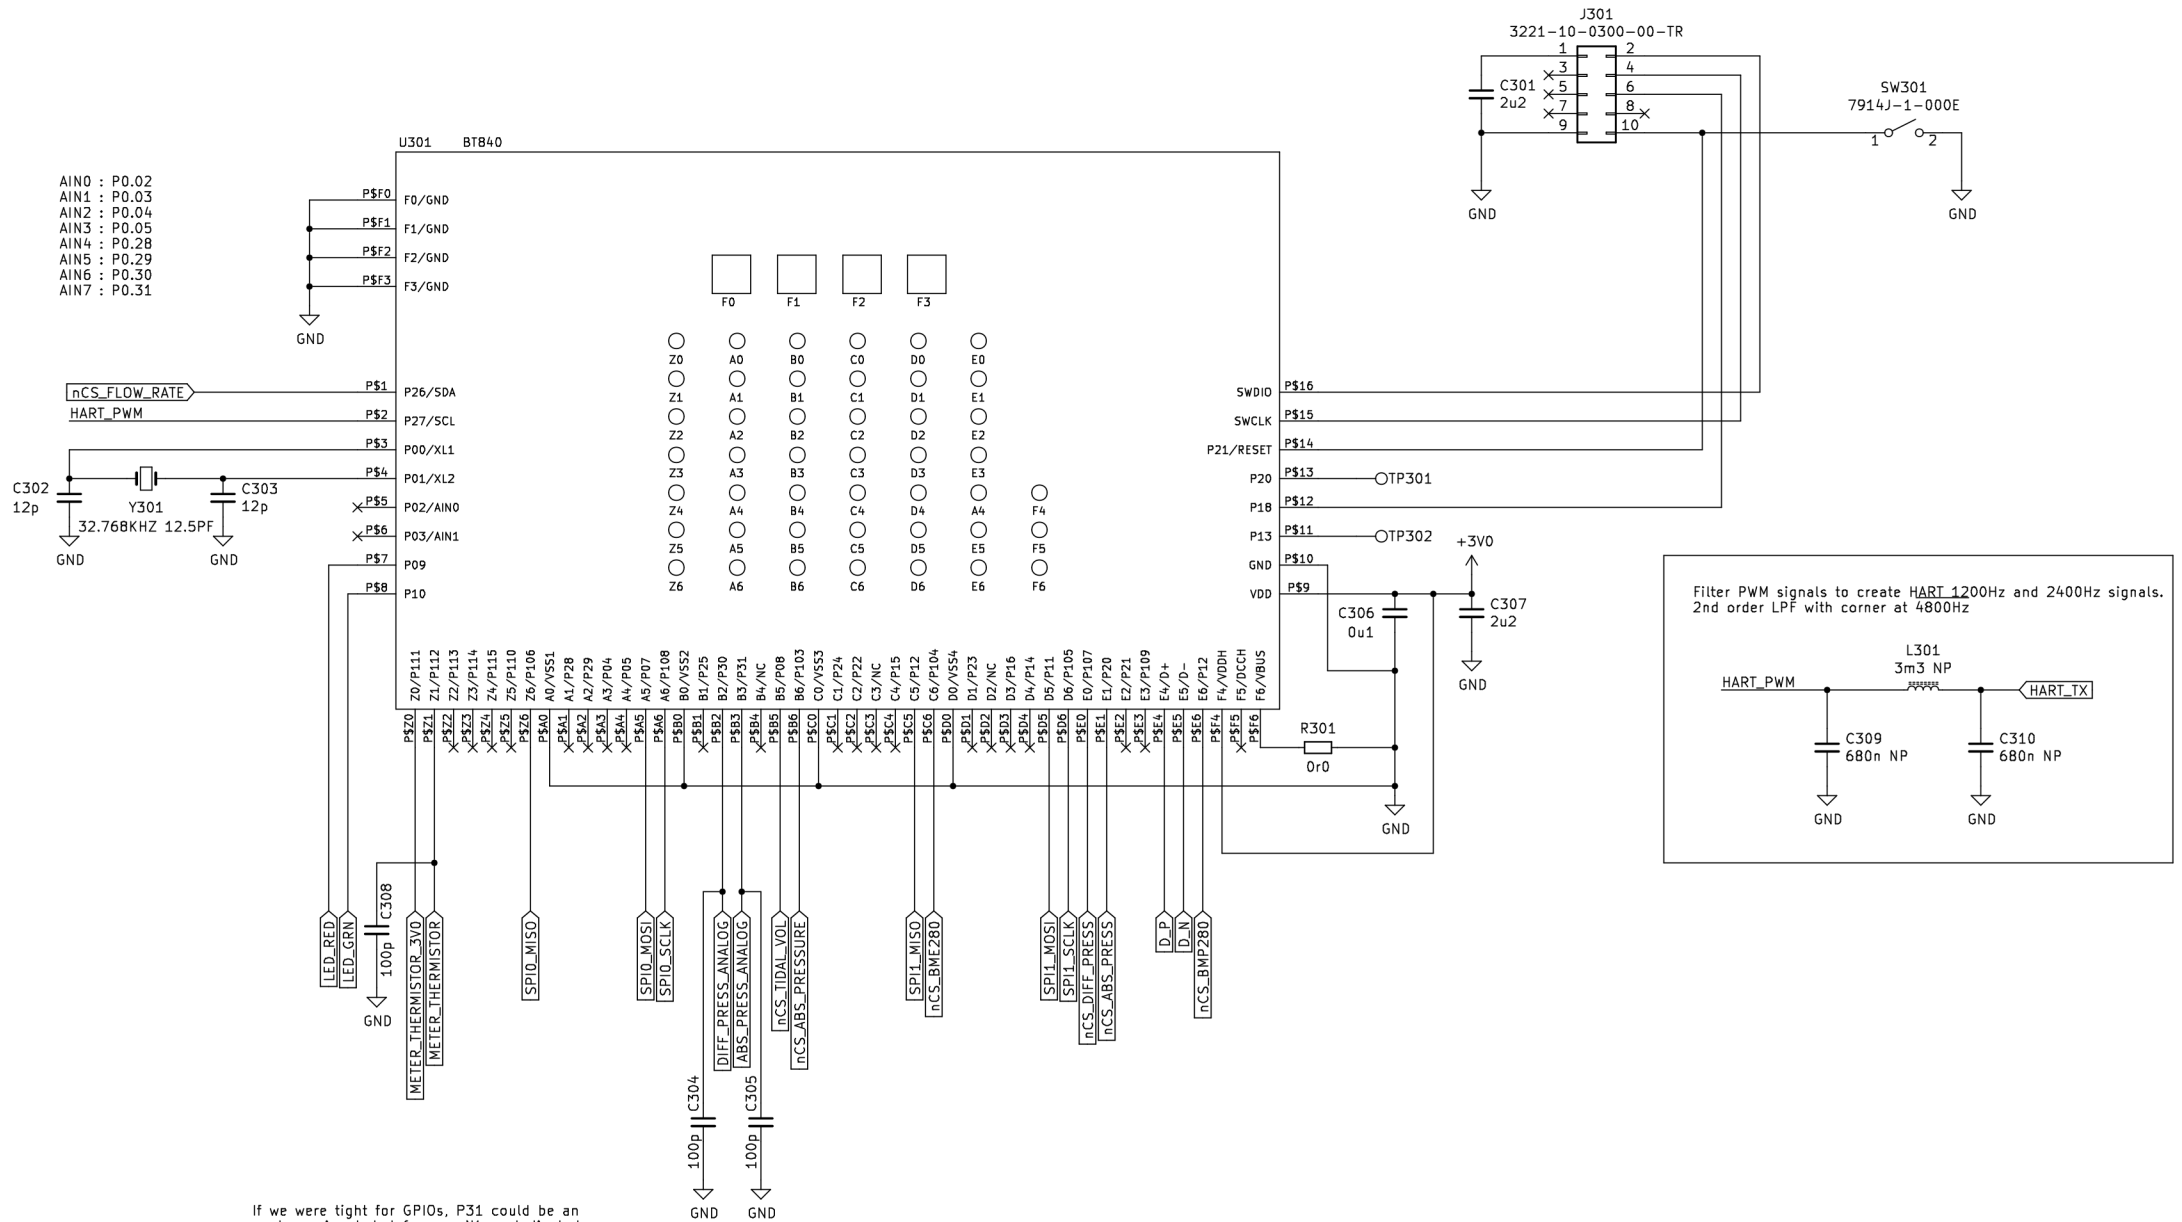 J301
3221-10-0300-00-TR
1
2
3
4
5
6
7
8
9
10
C301
2u2
GND
SW301
7914J-1-000E
1
2
GND
U301 BT840
AIN0 : P0.02
AIN1 : P0.03
AIN2 : P0.04
AIN3 : P0.05
AIN4 : P0.28
AIN5 : P0.29
AIN6 : P0.30
AIN7 : P0.31
P$F0 F0/GND
P$F1 F1/GND
P$F2 F2/GND
P$F3 F3/GND
GND
F0 F1 F2 F3
Z0 A0 B0 C0 D0 E0
Z1 A1 B1 C1 D1 E1
Z2 A2 B2 C2 D2 E2
Z3 A3 B3 C3 D3 E3
Z4 A4 B4 C4 D4 A4 F4
Z5 A5 B5 C5 D5 E5 F5
Z6 A6 B6 C6 D6 E6 F6
nCS_FLOW_RATE P$1 P26/SDA
HART_PWM P$2 P27/SCL
P$3 P00/XL1
P$4 P01/XL2
P$5 P02/AIN0
P$6 P03/AIN1
P$7 P09
P$8 P10
C302
12p
GND
Y301
32.768KHZ 12.5PF
C303
12p
GND
SWDIO P$16
SWCLK P$15
P21/RESET P$14
P20 P$13 TP301
P18 P$12
P13 P$11 TP302
GND P$10
VDD P$9
+3V0
C306
0u1
C307
2u2
GND
Z0/P111
Z1/P112
Z2/P113
Z3/P114
Z4/P115
Z5/P110
Z6/P106
A0/VSS1
A1/P28
A2/P29
A3/P04
A4/P05
A5/P07
A6/P108
B0/VSS2
B1/P25
B2/P30
B3/P31
B4/NC
B5/P08
B6/P103
C0/VSS3
C1/P24
C2/P22
C3/NC
C4/P15
C5/P12
C6/P104
D0/VSS4
D1/P23
D2/NC
D3/P16
D4/P14
D5/P11
D6/P105
E0/P107
E1/P20
E2/P21
E3/P109
E4/D+
E5/D-
E6/P12
F4/VDDH
F5/DCCH
F6/VBUS
P$Z0
P$Z1
P$Z2
P$Z3
P$Z4
P$Z5
P$Z6
P$A0
P$A1
P$A2
P$A3
P$A4
P$A5
P$A6
P$B0
P$B1
P$B2
P$B3
P$B4
P$B5
P$B6
P$C0
P$C1
P$C2
P$C3
P$C4
P$C5
P$C6
P$D0
P$D1
P$D2
P$D3
P$D4
P$D5
P$D6
P$E0
P$E1
P$E2
P$E3
P$E4
P$E5
P$E6
P$F4
P$F5
P$F6
R301
0r0
GND
LED_RED
LED_GRN
C308
100p
GND
METER_THERMISTOR_3V0
METER_THERMISTOR
SPI0_MISO
SPI0_MOSI
SPI0_SCLK
DIFF_PRESS_ANALOG
ABS_PRESS_ANALOG
nCS_TIDAL_VOL
nCS_ABS_PRESSURE
SPI1_MISO
nCS_BME280
SPI1_MOSI
SPI1_SCLK
nCS_DIFF_PRESS
nCS_ABS_PRESS
D_P
D_N
nCS_BMP280
C304
100p
GND
C305
100p
GND
Filter PWM signals to create HART 1200Hz and 2400Hz signals.
2nd order LPF with corner at 4800Hz
L301
3m3 NP
HART_PWM
HART_TX
C309
680n NP
GND
C310
680n NP
GND
If we were tight for GPIOs, P31 could be an